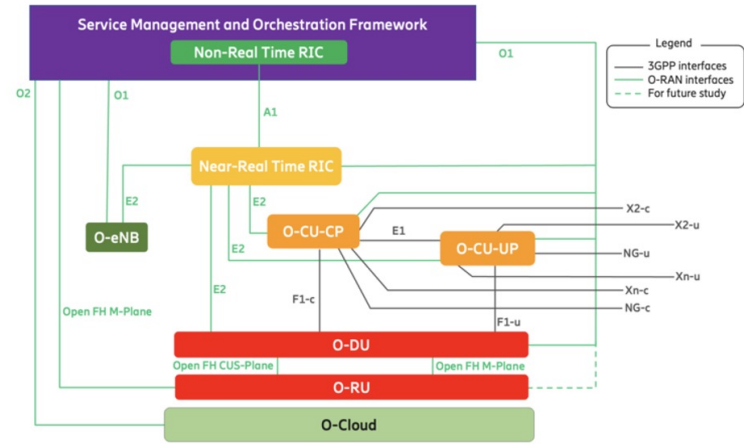 Service Management and Orchestration Framework
Non-Real Time RIC
Legend
3GPP interfaces
O-RAN interfaces
For future study
O1
O2
O1
A1
Near-Real Time RIC
E2
E2
X2-c
O-CU-CP
E1
X2-u
O-eNB
O-CU-UP
E2
NG-u
Xn-u
E2
Xn-c
F1-c
NG-c
Open FH M-Plane
F1-u
O-DU
Open FH CUS-Plane
Open FH M-Plane
O-RU
O-Cloud